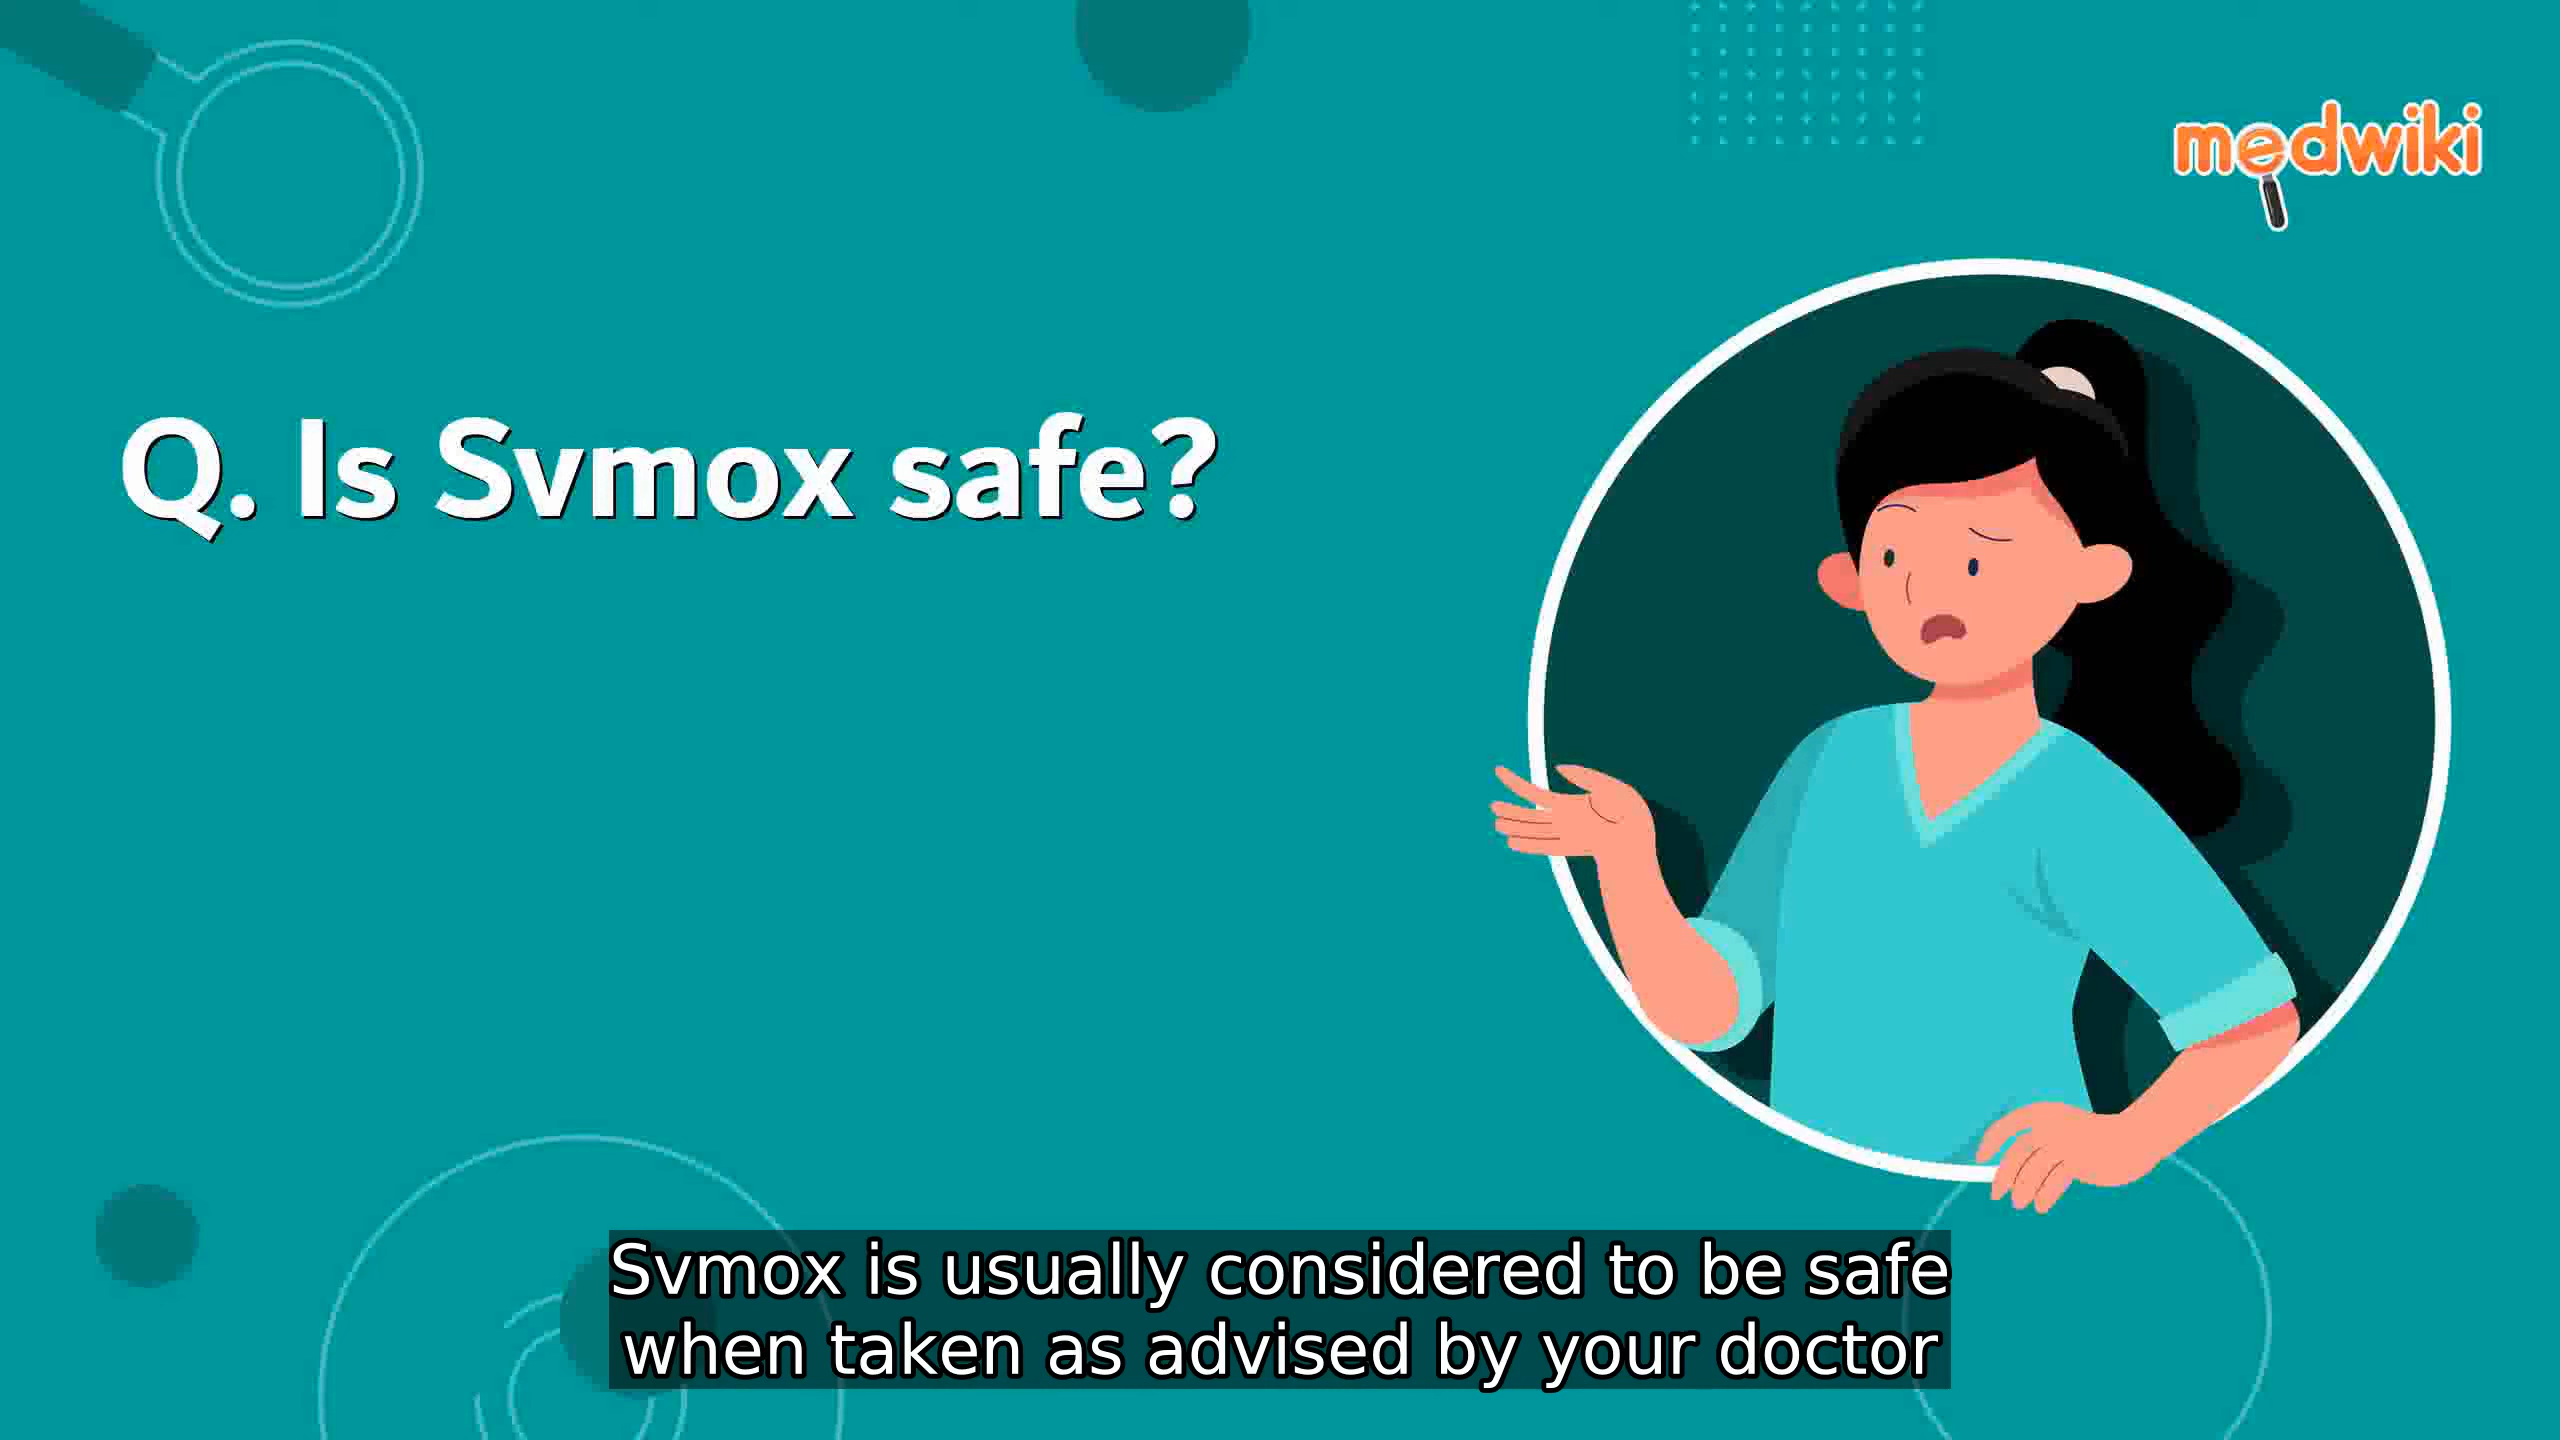 medwiki
Q. Is Svmox safe?
Svmox is usually considered to be safe
when taken as advised by your doctor